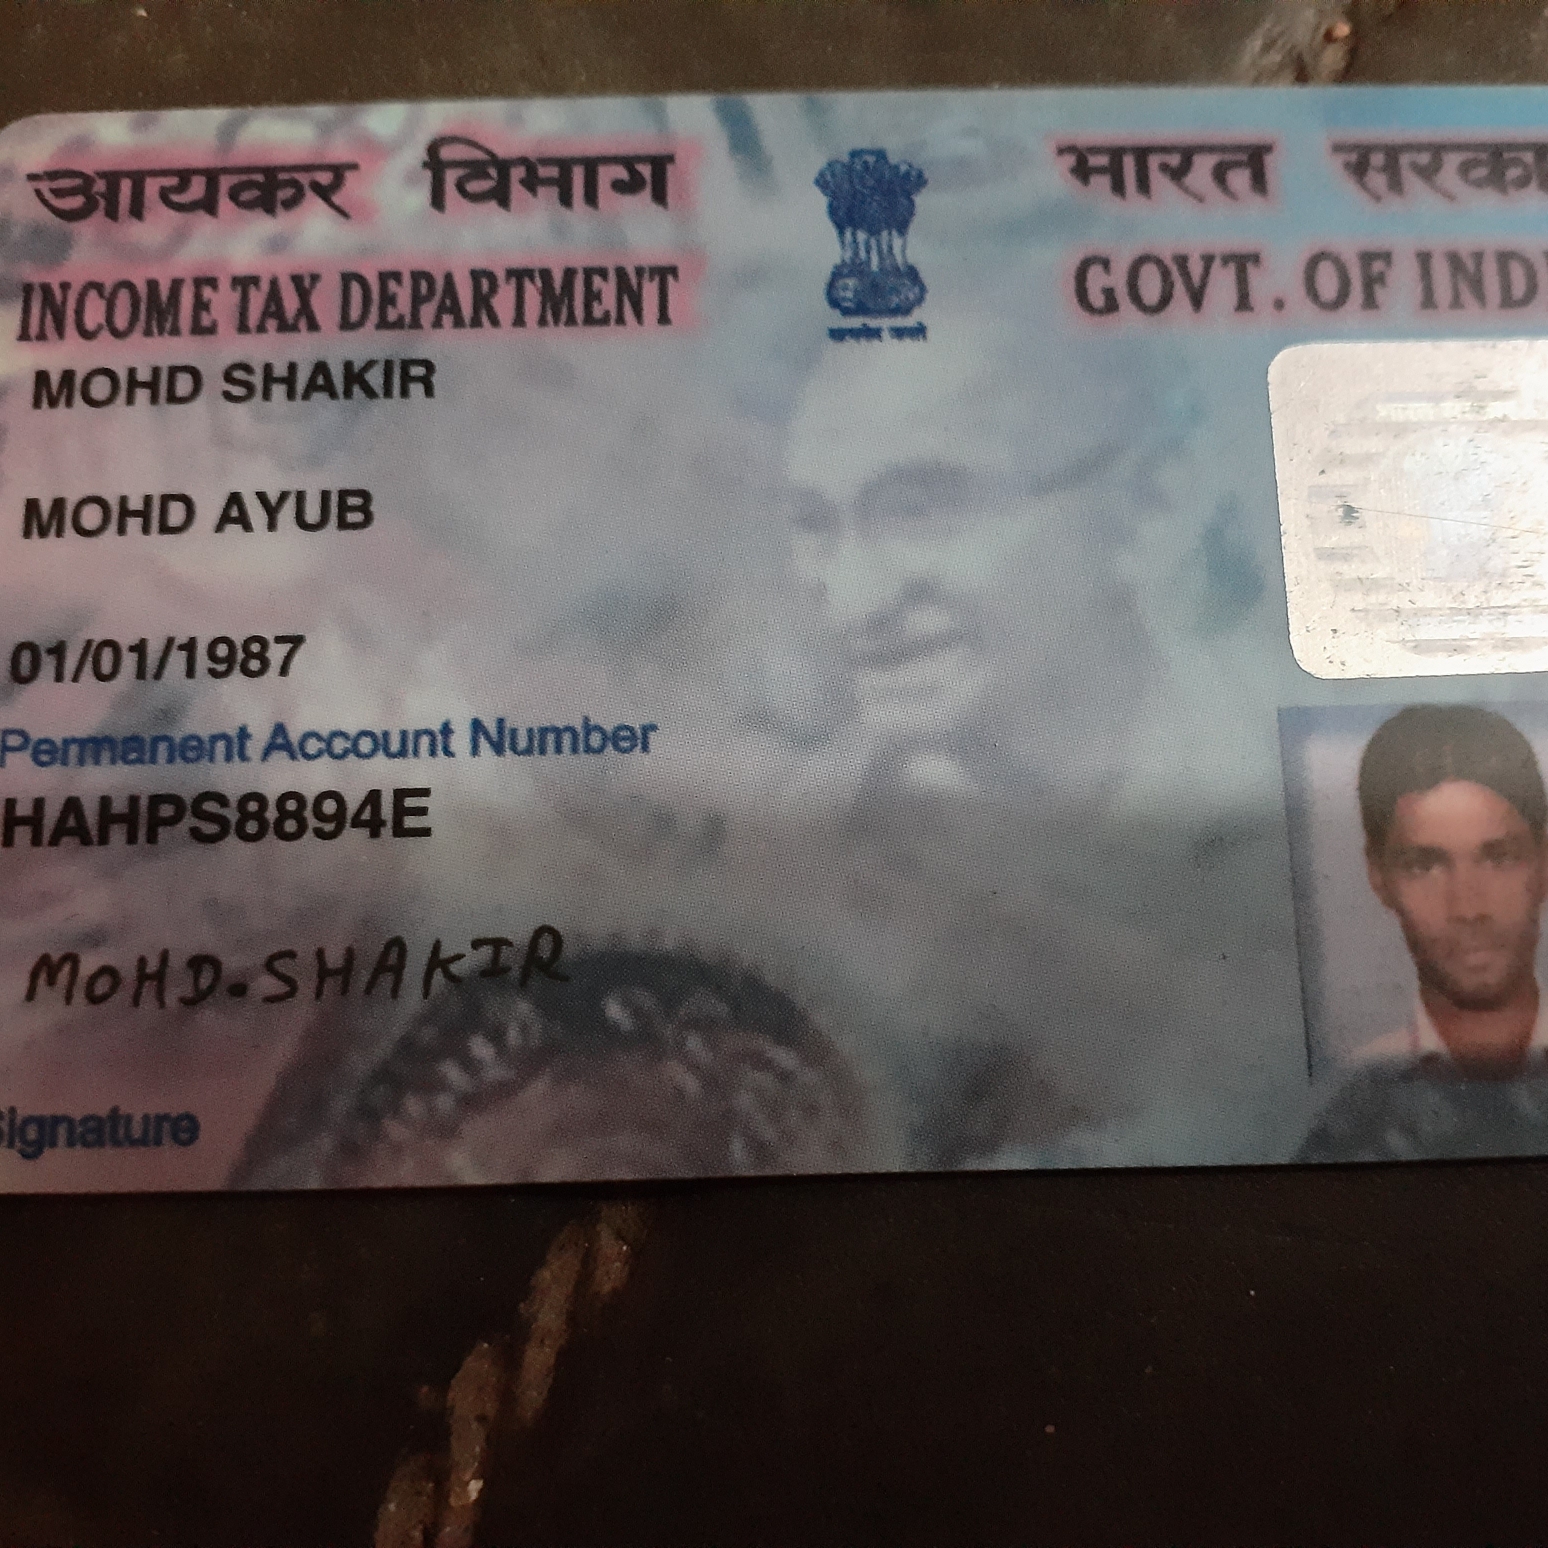 आयकर विभाग
INCOME TAX DEPARTMENT
भारत सरका
GOVT. OF IND
MOHD SHAKIR
MOHD AYUB
01/01/1987
Permanent Account Number
HAHPS8894E
MOHD.SHAKIR
Signature